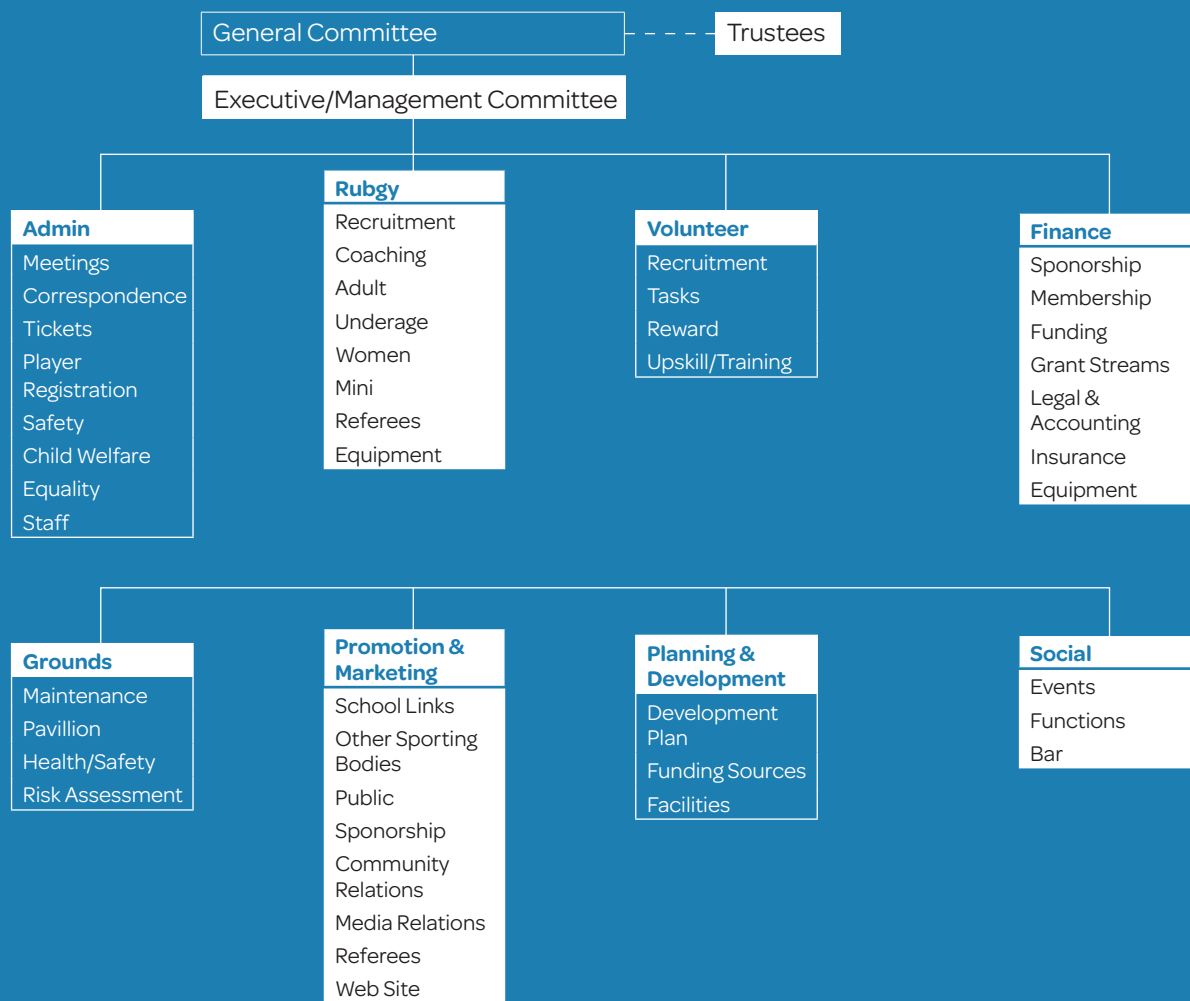 General Committee
Trustees
Executive/Management Committee
Admin
Meetings
Correspondence
Tickets
Player
Registration
Safety
Child Welfare
Equality
Staff
Rubgy
Recruitment
Coaching
Adult
Underage
Women
Mini
Referees
Equipment
Volunteer
Recruitment
Tasks
Reward
Upskill/Training
Finance
Sponorship
Membership
Funding
Grant Streams
Legal &
Accounting
Insurance
Equipment
Grounds
Maintenance
Pavillion
Health/Safety
Risk Assessment
Promotion &
Marketing
School Links
Other Sporting
Bodies
Public
Sponorship
Community
Relations
Media Relations
Referees
Web Site
Planning &
Development
Development
Plan
Funding Sources
Facilities
Social
Events
Functions
Bar